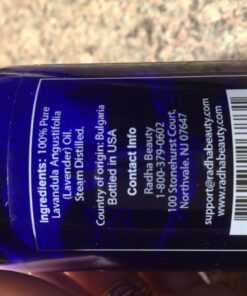 Ingredients: 100% Pure
Lavandula Angustifolia
(Lavender) Oil.
Steam Distilled.
Country of origin: Bulgaria
Bottled in USA
Contact Info
Radha Beauty
1-800-379-0602
100 Stonehurst Court,
Northvale, NJ 07647
support@radhabeauty.com
www.radhabeauty.com